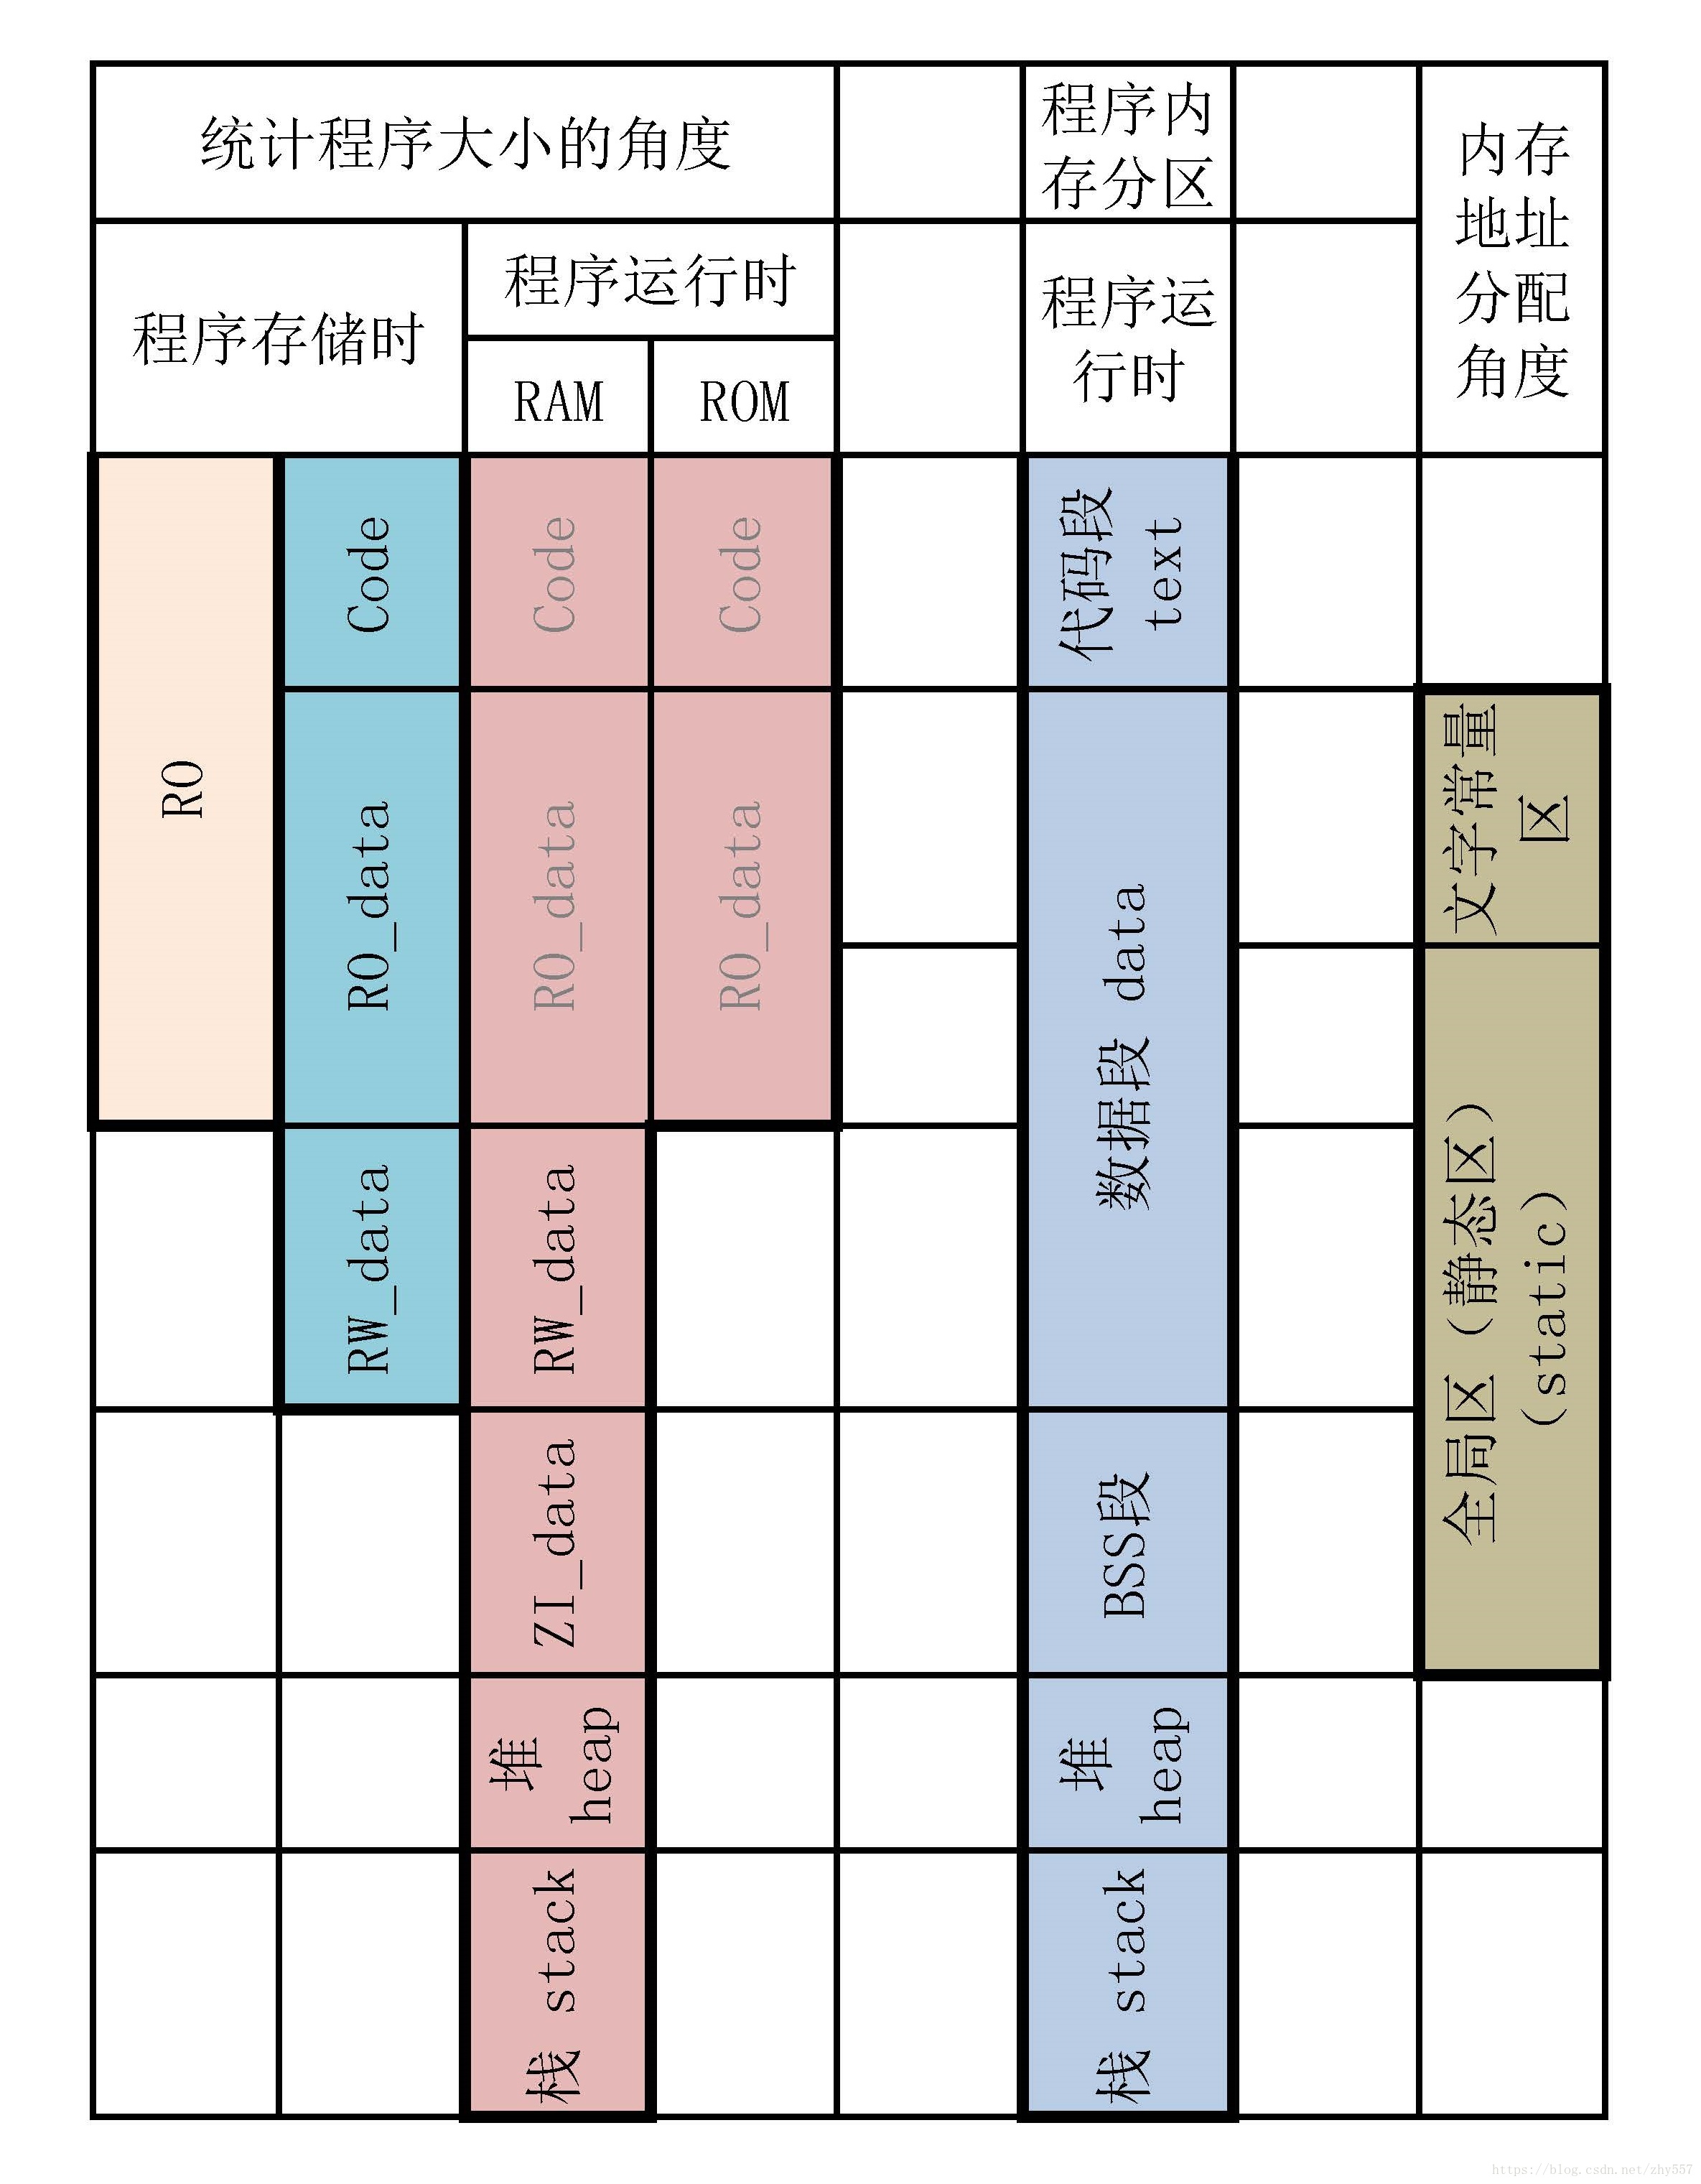 统计程序大小的角度
程序内
存分区
内存
地址
分配
角度
程序存储时
程序运行时
程序运
行时
RAM
ROM
RO
Code
Code
Code
代码段
text
RO_data
RO_data
RO_data
数据段 data
文字常量
区
RW_data
RW_data
全局区（静态区）
（static）
ZI_data
BSS段
堆
heap
堆
heap
栈 stack
栈 stack
https://blog.csdn.net/zhy557